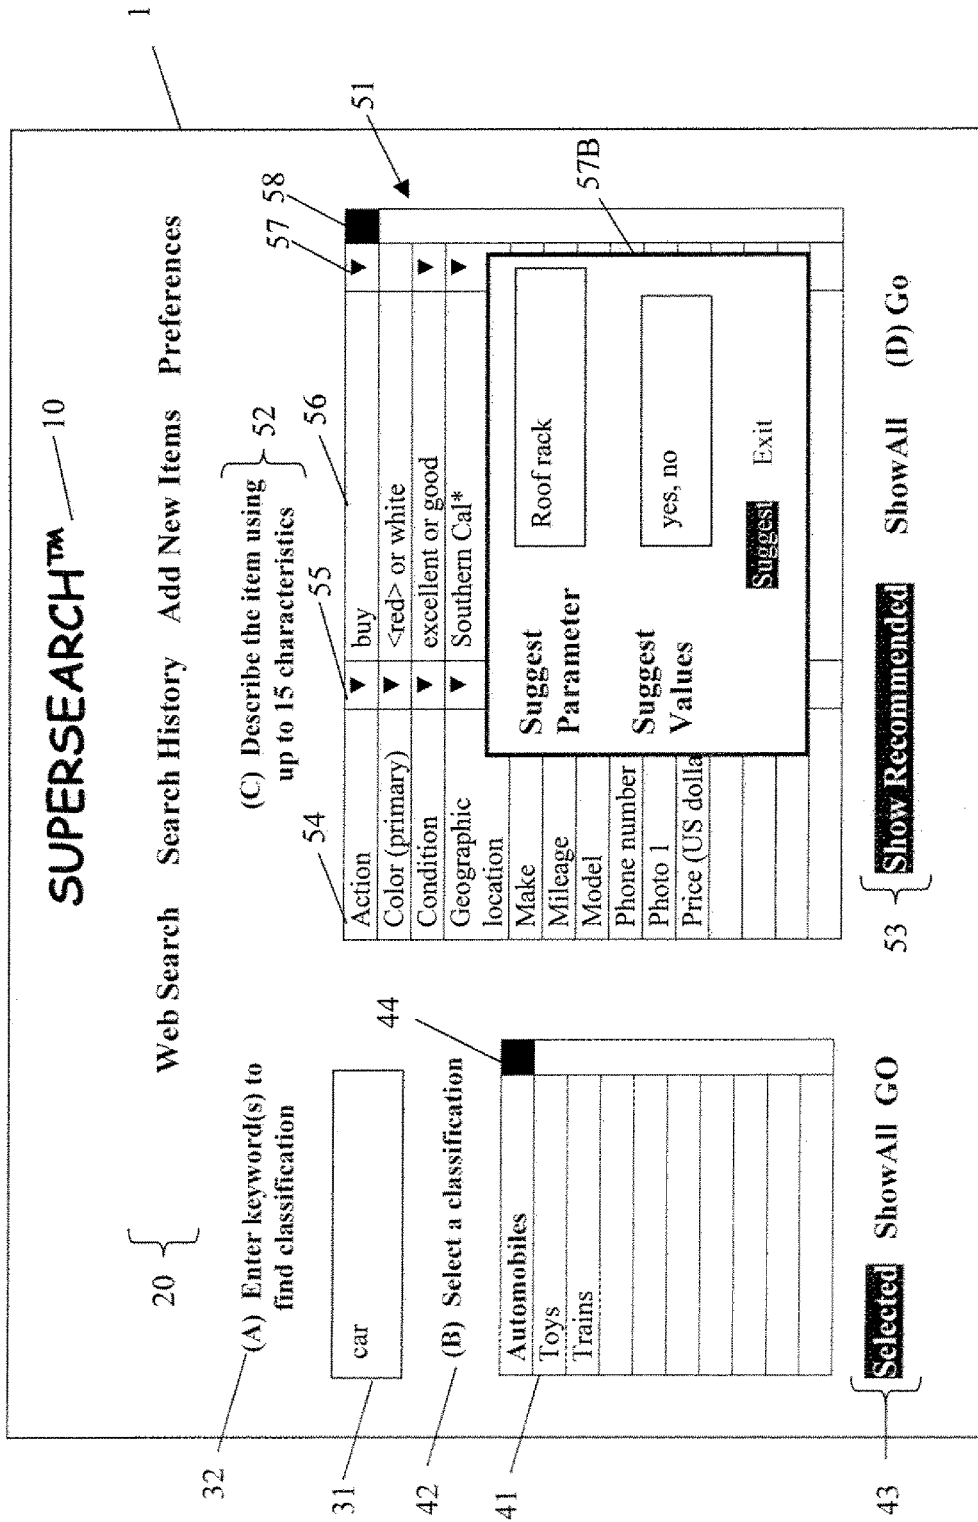 1
SUPERSEARCH™
10
Web Search Search History Add New Items Preferences
20
32
(A) Enter keyword(s) to
find classification
31
car
42
(B) Select a classification
44
41
Automobiles
Toys
Trains
43
Selected ShowAll GO
(C) Describe the item using
up to 15 characteristics
52
54
55
56
57
58
51
Action ▼ buy ▼
Color (primary) ▼ <red> or white
Condition ▼ excellent or good ▼
Geographic ▼ Southern Cal* ▼
location
Make
Mileage
Model
Phone number
Photo 1
Price (US dolla
57B
Suggest
Parameter
Roof rack
Suggest
Values
yes, no
Suggest Exit
53
Show Recommended ShowAll (D) Go